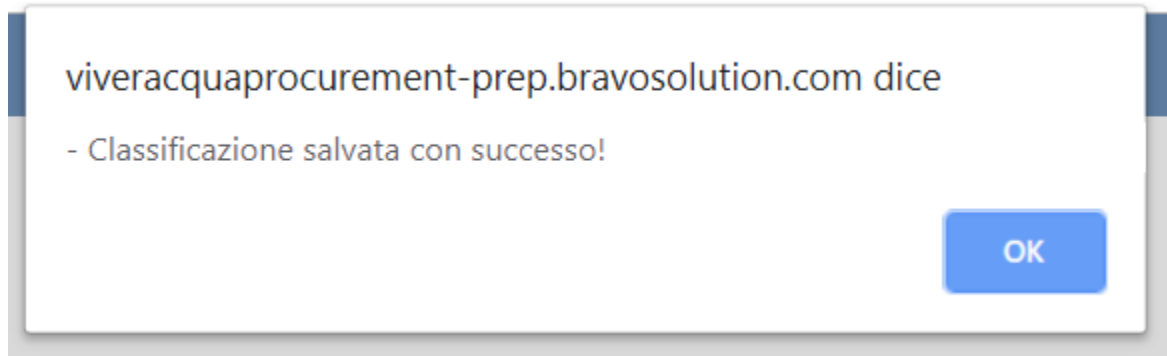 viveracquaprocurement-prep.bravosolution.com dice
- Classificazione salvata con successo!
OK